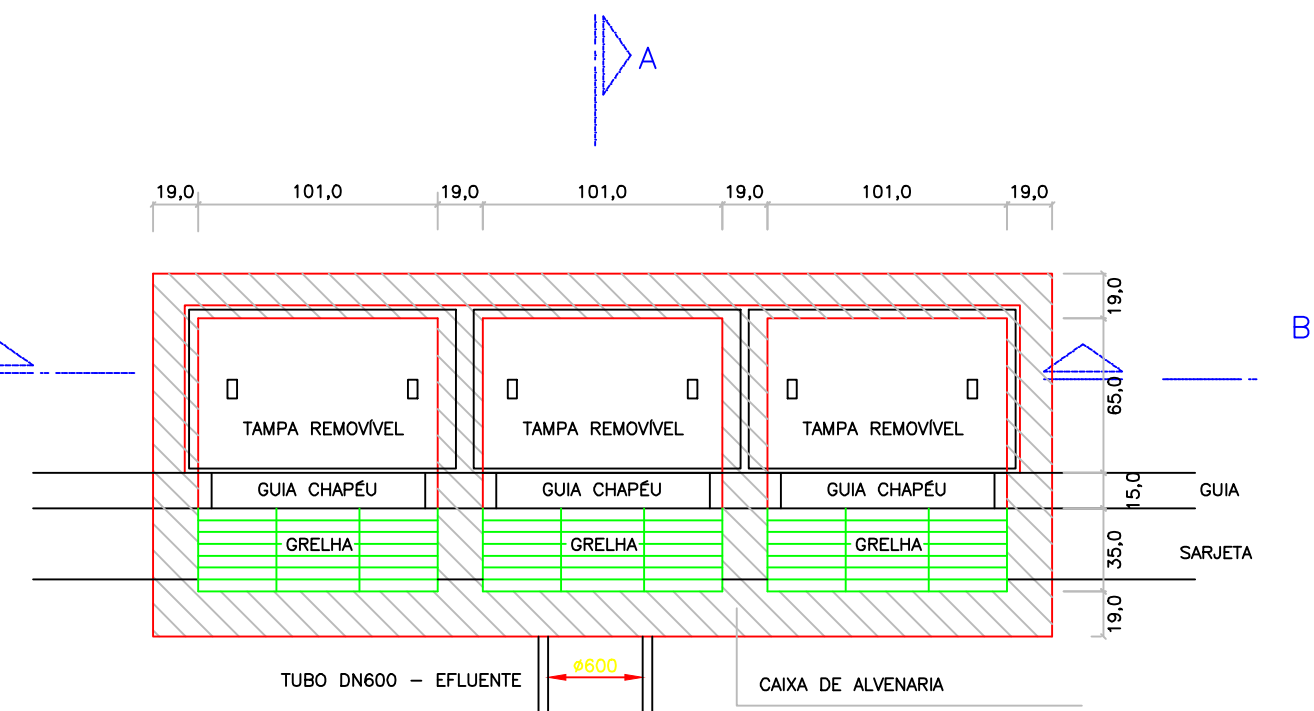 A
19,0 101,0 19,0 101,0 19,0 101,0 19,0
19,0
B
65,0
TAMPA REMOVÍVEL TAMPA REMOVÍVEL TAMPA REMOVÍVEL
GUIA CHAPÉU GUIA CHAPÉU GUIA CHAPÉU 15,0 GUIA
GRELHA GRELHA GRELHA 35,0 SARJETA
19,0
TUBO DN600 – EFLUENTE ø600 CAIXA DE ALVENARIA